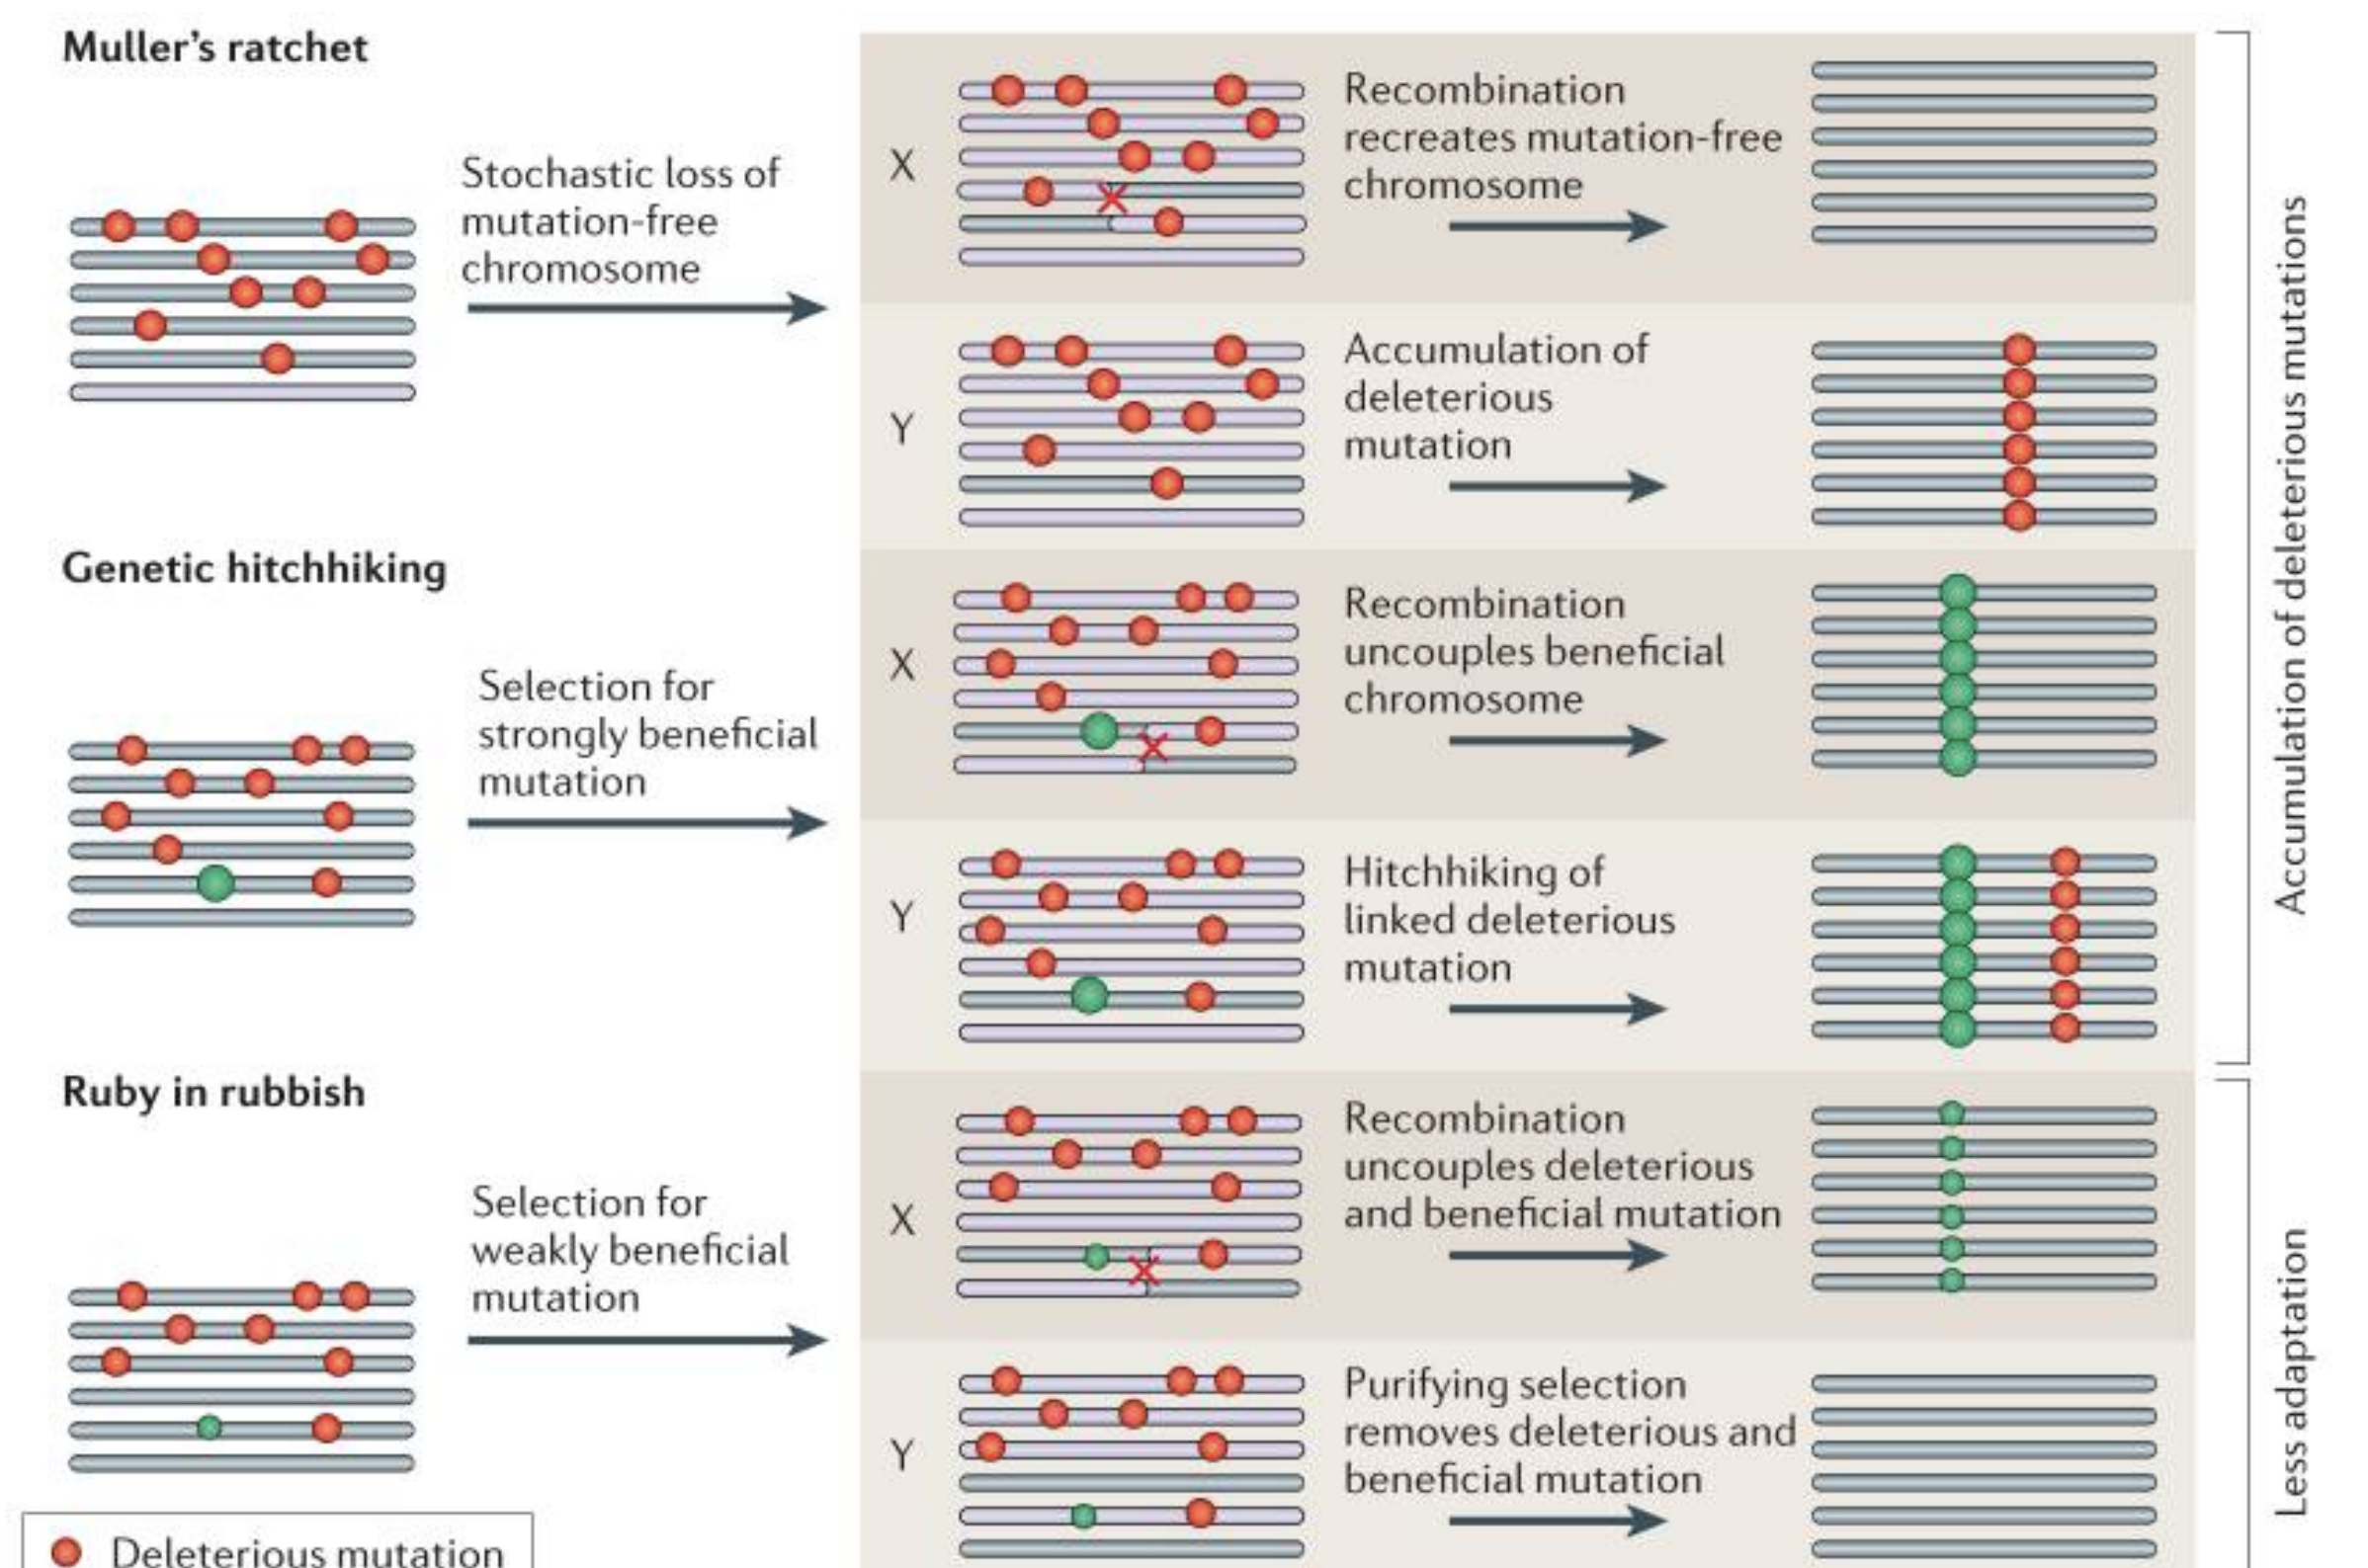 Muller's ratchet
Stochastic loss of
mutation-free
chromosome
X
Recombination
recreates mutation-free
chromosome
Y
Accumulation of
deleterious
mutation
Genetic hitchhiking
Selection for
strongly beneficial
mutation
X
Recombination
uncouples beneficial
chromosome
Y
Hitchhiking of
linked deleterious
mutation
Accumulation of deleterious mutations
Ruby in rubbish
Selection for
weakly beneficial
mutation
X
Recombination
uncouples deleterious
and beneficial mutation
Y
Purifying selection
removes deleterious and
beneficial mutation
Less adaptation
Deleterious mutation